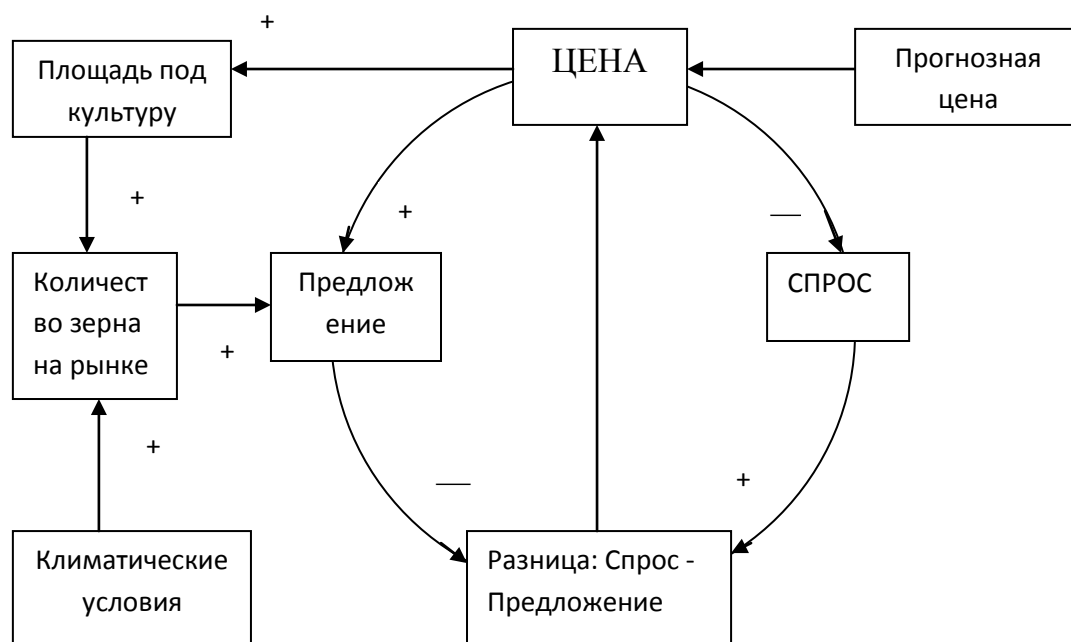 +
Площадь под
культуру
ЦЕНА
Прогнозная
цена
+
+
—
Количест
во зерна
на рынке
+
Предлож
ение
СПРОС
+
—
+
Климатические
условия
Разница: Спрос -
Предложение